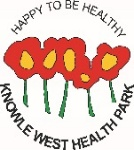 HAPPY TO BE HEALTHY
KNOWLE WEST HEALTH PARK